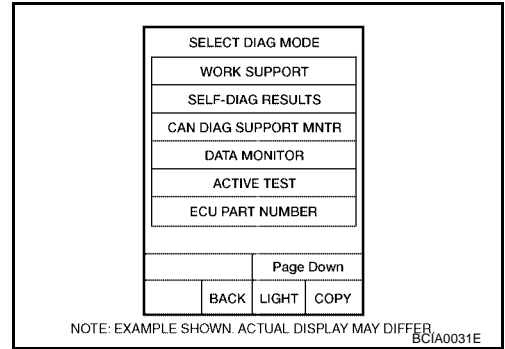 SELECT DIAG MODE
WORK SUPPORT
SELF-DIAG RESULTS
CAN DIAG SUPPORT MNTR
DATA MONITOR
ACTIVE TEST
ECU PART NUMBER
Page Down
BACK LIGHT COPY
NOTE: EXAMPLE SHOWN. ACTUAL DISPLAY MAY DIFFER.
BCIA0031E